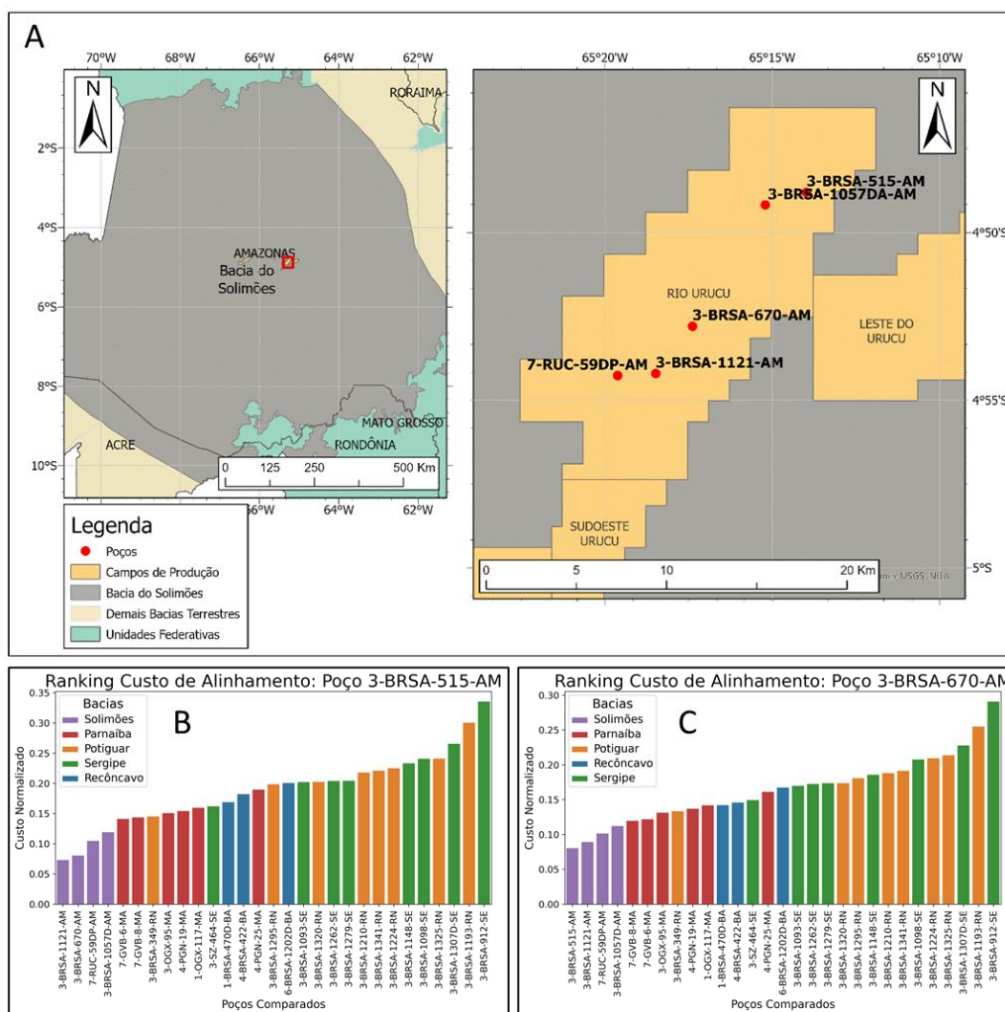 A
70°W 68°W 66°W 64°W 62°W
N
RORAIMA
2°S
4°S
AMAZONAS
Bacia do
Solimões
6°S
8°S
MATO GROSSO
ACRE
RONDÔNIA
10°S
0 125 250 500 Km
66°W 64°W 62°W
Legenda
Poços
Campos de Produção
Bacia do Solimões
Demais Bacias Terrestres
Unidades Federativas
65°20'W 65°15'W 65°10'W
N
3-BRSA-515-AM
3-BRSA-1057DA-AM
4°50'S
RIO URUCU
3-BRSA-670-AM
LESTE DO
URUCU
7-RUC-59DP-AM
3-BRSA-1121-AM
4°55'S
SUDOESTE
URUCU
0 5 10 20 Km
USGS, NGA
5°S
Ranking Custo de Alinhamento: Poço 3-BRSA-515-AM
B
Bacias
Solimões
Parnaíba
Potiguar
Sergipe
Recôncavo
Custo Normalizado
0.35
0.30
0.25
0.20
0.15
0.10
0.05
0.00
3-BRSA-1121-AM
3-BRSA-670-AM
7-RUC-59DP-AM
3-BRSA-1057D-AM
7-GVB-6-MA
7-GVB-8-MA
3-BRSA-349-RN
3-OGX-95-MA
4-PGN-19-MA
1-OGX-117-MA
3-SZ-464-SE
1-BRSA-470D-BA
4-BRSA-422-BA
4-PGN-25-MA
3-BRSA-1295-RN
6-BRSA-1202D-BA
3-BRSA-1093-SE
3-BRSA-1320-RN
3-BRSA-1262-SE
3-BRSA-1279-SE
3-BRSA-1210-RN
3-BRSA-1341-RN
3-BRSA-1224-RN
3-BRSA-1148-SE
3-BRSA-1098-SE
3-BRSA-1325-RN
3-BRSA-1307D-SE
3-BRSA-1193-RN
3-BRSA-912-SE
Poços Comparados
Ranking Custo de Alinhamento: Poço 3-BRSA-670-AM
C
Bacias
Solimões
Parnaíba
Potiguar
Recôncavo
Sergipe
Custo Normalizado
0.30
0.25
0.20
0.15
0.10
0.05
0.00
3-BRSA-515-AM
3-BRSA-1121-AM
7-RUC-59DP-AM
3-BRSA-1057D-AM
7-GVB-8-MA
7-GVB-6-MA
3-OGX-95-MA
3-BRSA-349-RN
4-PGN-19-MA
1-OGX-117-MA
1-BRSA-470D-BA
4-BRSA-422-BA
3-SZ-464-SE
4-PGN-25-MA
6-BRSA-1202D-BA
3-BRSA-1093-SE
3-BRSA-1262-SE
3-BRSA-1279-SE
3-BRSA-1320-RN
3-BRSA-1295-RN
3-BRSA-1148-SE
3-BRSA-1210-RN
3-BRSA-1341-RN
3-BRSA-1098-SE
3-BRSA-1224-RN
3-BRSA-1325-RN
3-BRSA-1307D-SE
3-BRSA-1193-RN
3-BRSA-912-SE
Poços Comparados